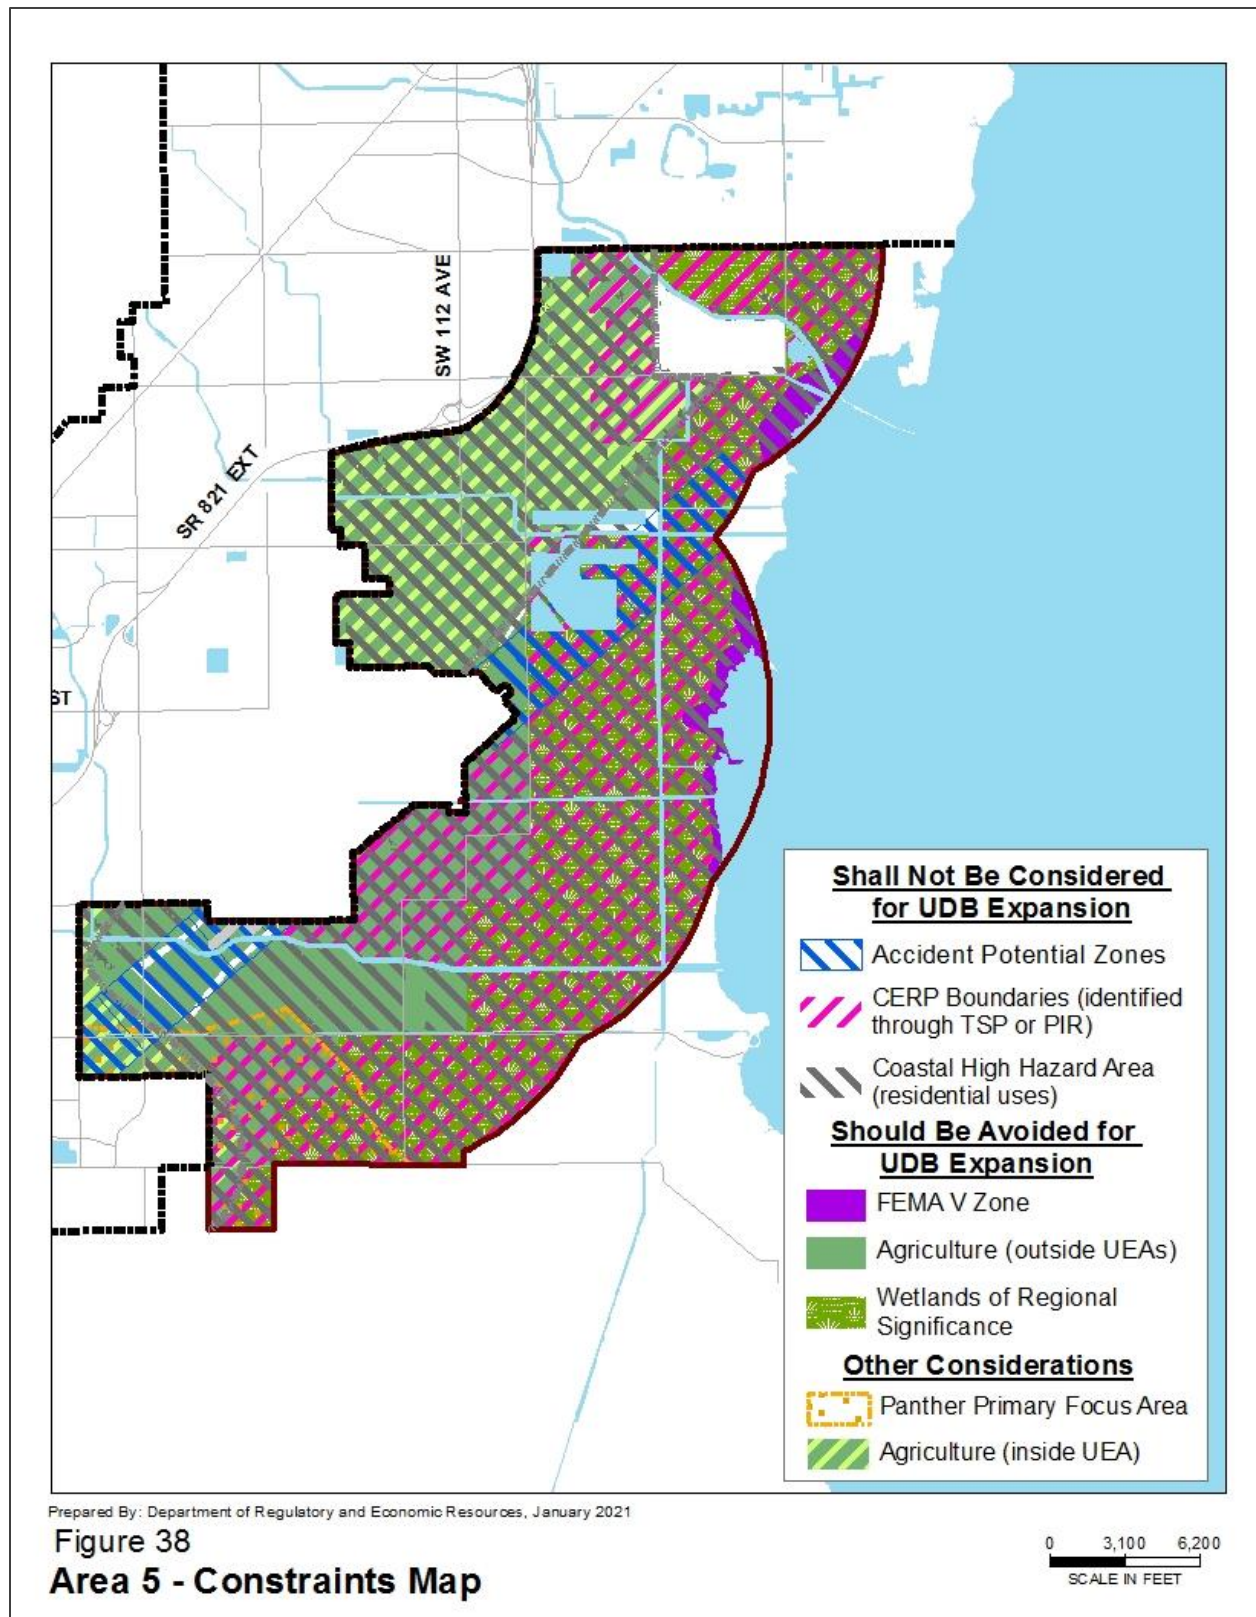 SW 112 AVE
SR 821 EXT
ST
Shall Not Be Considered
for UDB Expansion
Accident Potential Zones
CERP Boundaries (identified
through TSP or PIR)
Coastal High Hazard Area
(residential uses)
Should Be Avoided for
UDB Expansion
FEMA V Zone
Agriculture (outside UEAs)
Wetlands of Regional
Significance
Other Considerations
Panther Primary Focus Area
Agriculture (inside UEA)
Prepared By: Department of Regulatory and Economic Resources, January 2021
Figure 38
Area 5 - Constraints Map
0 3,100 6,200
SCALE IN FEET